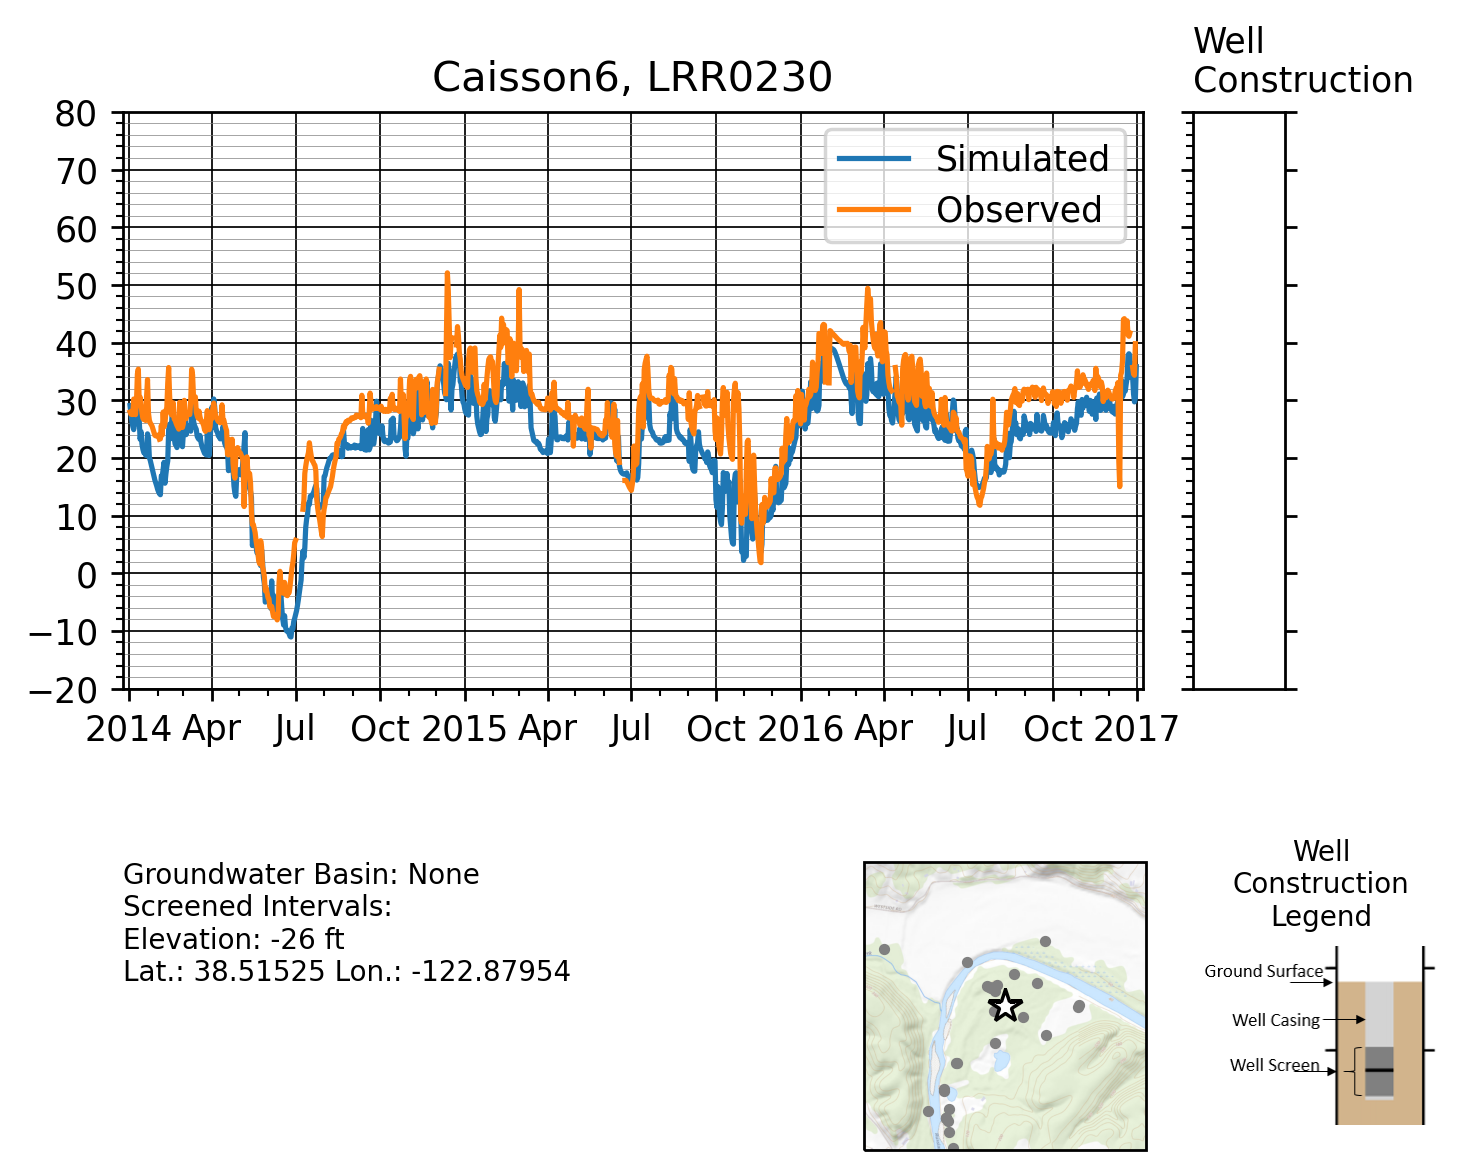 Well
Construction
Caisson6, LRR0230
80
70
60
50
40
30
20
10
0
−10
−20
Simulated
Observed
2014 Apr Jul Oct 2015 Apr Jul Oct 2016 Apr Jul Oct 2017
Groundwater Basin: None
Screened Intervals:
Elevation: -26 ft
Lat.: 38.51525 Lon.: -122.87954
Well
Construction
Legend
Ground Surface
Well Casing
Well Screen